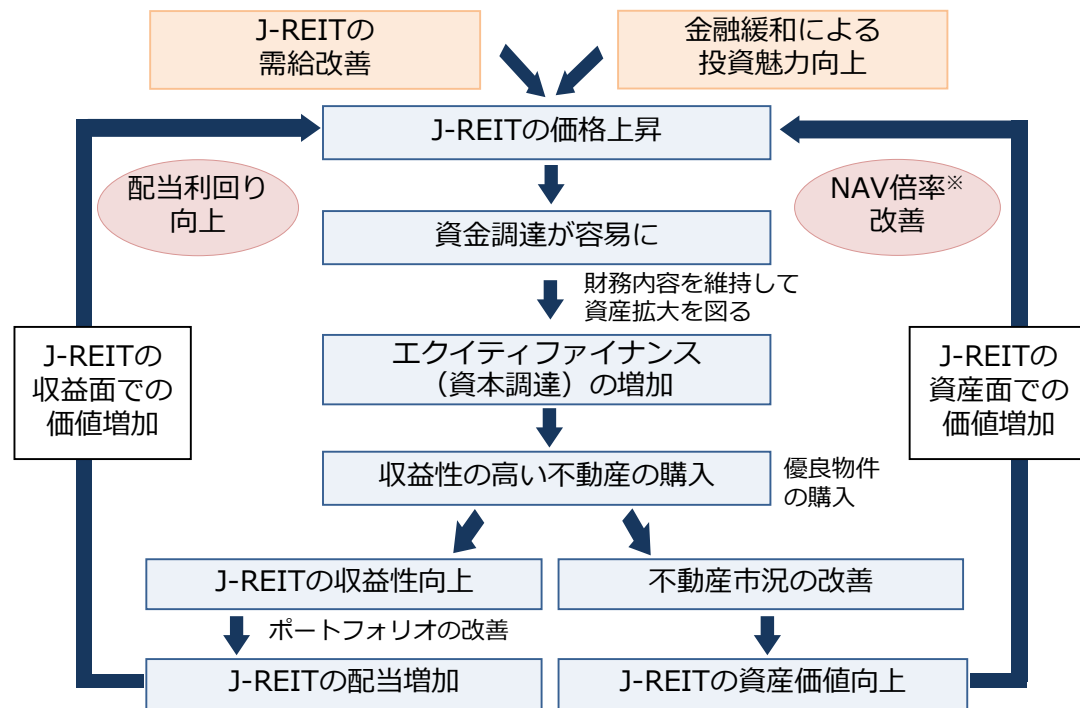 J-REITの
需給改善
金融緩和による
投資魅力向上
J-REITの価格上昇
配当利回り
向上
NAV倍率※
改善
資金調達が容易に
財務内容を維持して
資産拡大を図る
J-REITの
収益面での
価値増加
エクイティファイナンス
（資本調達）の増加
J-REITの
資産面での
価値増加
収益性の高い不動産の購入
優良物件
の購入
J-REITの収益性向上
不動産市況の改善
ポートフォリオの改善
J-REITの配当増加
J-REITの資産価値向上